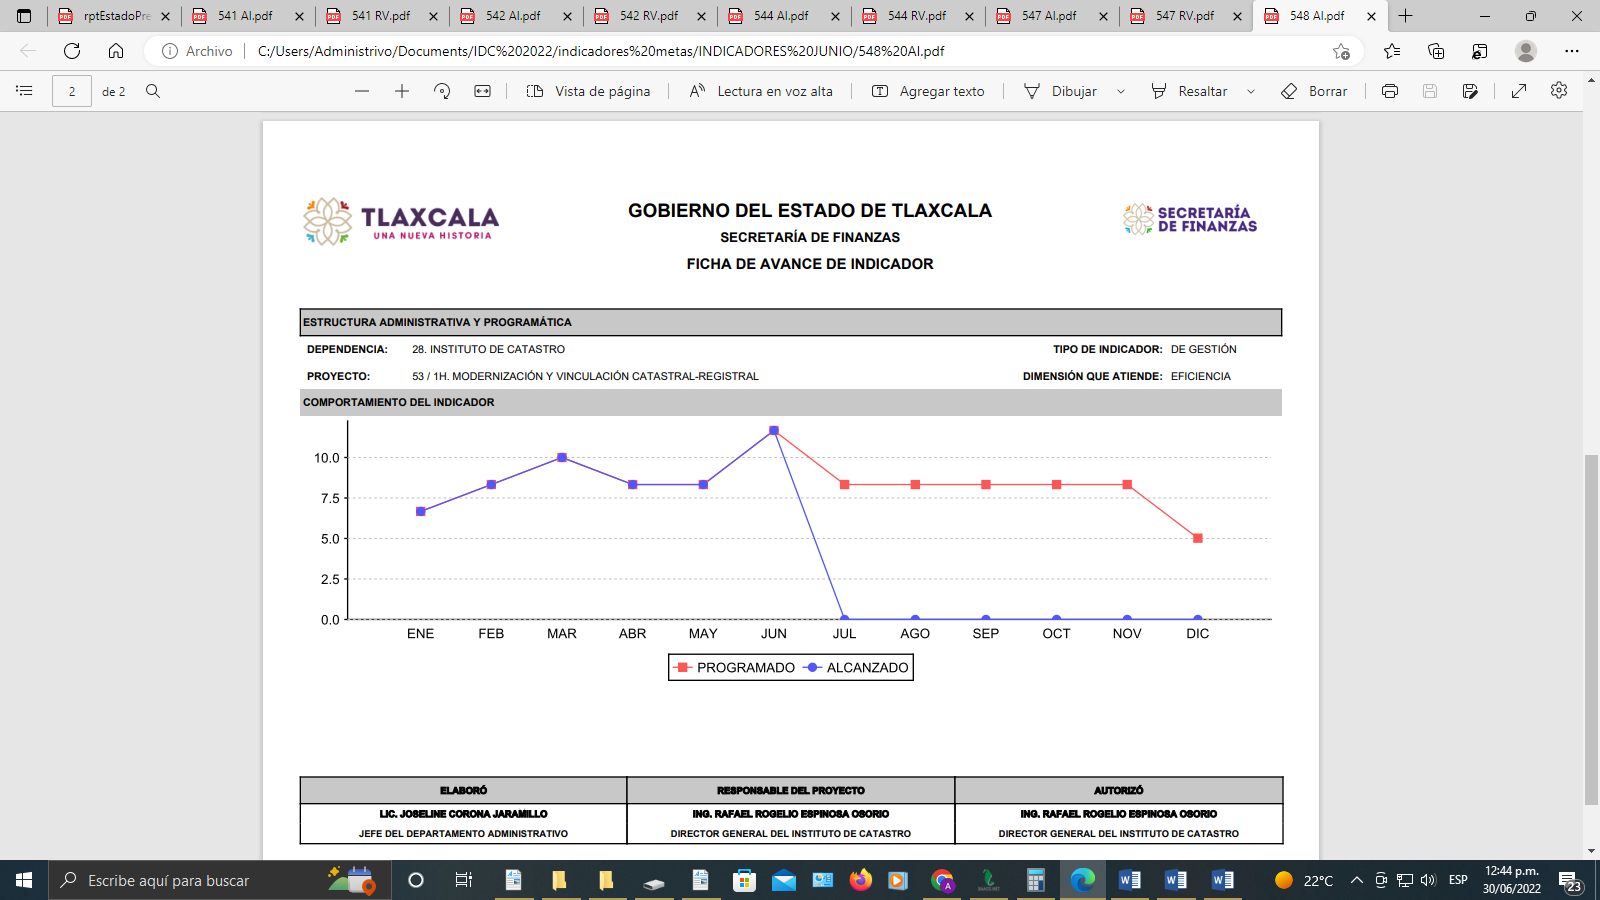 rptEstadoPre
541 AI.pdf
541 RV.pdf
542 AI.pdf
542 RV.pdf
544 AI.pdf
544 RV.pdf
547 AI.pdf
547 RV.pdf
548 AI.pdf
Archivo
C:/Users/Administrivo/Documents/IDC%202022/indicadores%20metas/INDICADORES%20JUNIO/548%20AI.pdf
2
de 2
Vista de página
Lectura en voz alta
Agregar texto
Dibujar
Resaltar
Borrar
TLAXCALA
UNA NUEVA HISTORIA
GOBIERNO DEL ESTADO DE TLAXCALA
SECRETARÍA DE FINANZAS
FICHA DE AVANCE DE INDICADOR
SECRETARÍA
DE FINANZAS
ESTRUCTURA ADMINISTRATIVA Y PROGRAMÁTICA
DEPENDENCIA: 28. INSTITUTO DE CATASTRO TIPO DE INDICADOR: DE GESTIÓN
PROYECTO: 53 / 1H. MODERNIZACIÓN Y VINCULACIÓN CATASTRAL-REGISTRAL DIMENSIÓN QUE ATIENDE: EFICIENCIA
COMPORTAMIENTO DEL INDICADOR
10.0
7.5
5.0
2.5
0.0
ENE FEB MAR ABR MAY JUN JUL AGO SEP OCT NOV DIC
PROGRAMADO ALCANZADO
ELABORÓ RESPONSABLE DEL PROYECTO AUTORIZÓ
LIC. JOSELINE CORONA JARAMILLO ING. RAFAEL ROGELIO ESPINOSA OSORIO ING. RAFAEL ROGELIO ESPINOSA OSORIO
JEFE DEL DEPARTAMENTO ADMINISTRATIVO DIRECTOR GENERAL DEL INSTITUTO DE CATASTRO DIRECTOR GENERAL DEL INSTITUTO DE CATASTRO
Escribe aquí para buscar
22°C
ESP
12:44 p.m.
30/06/2022
23